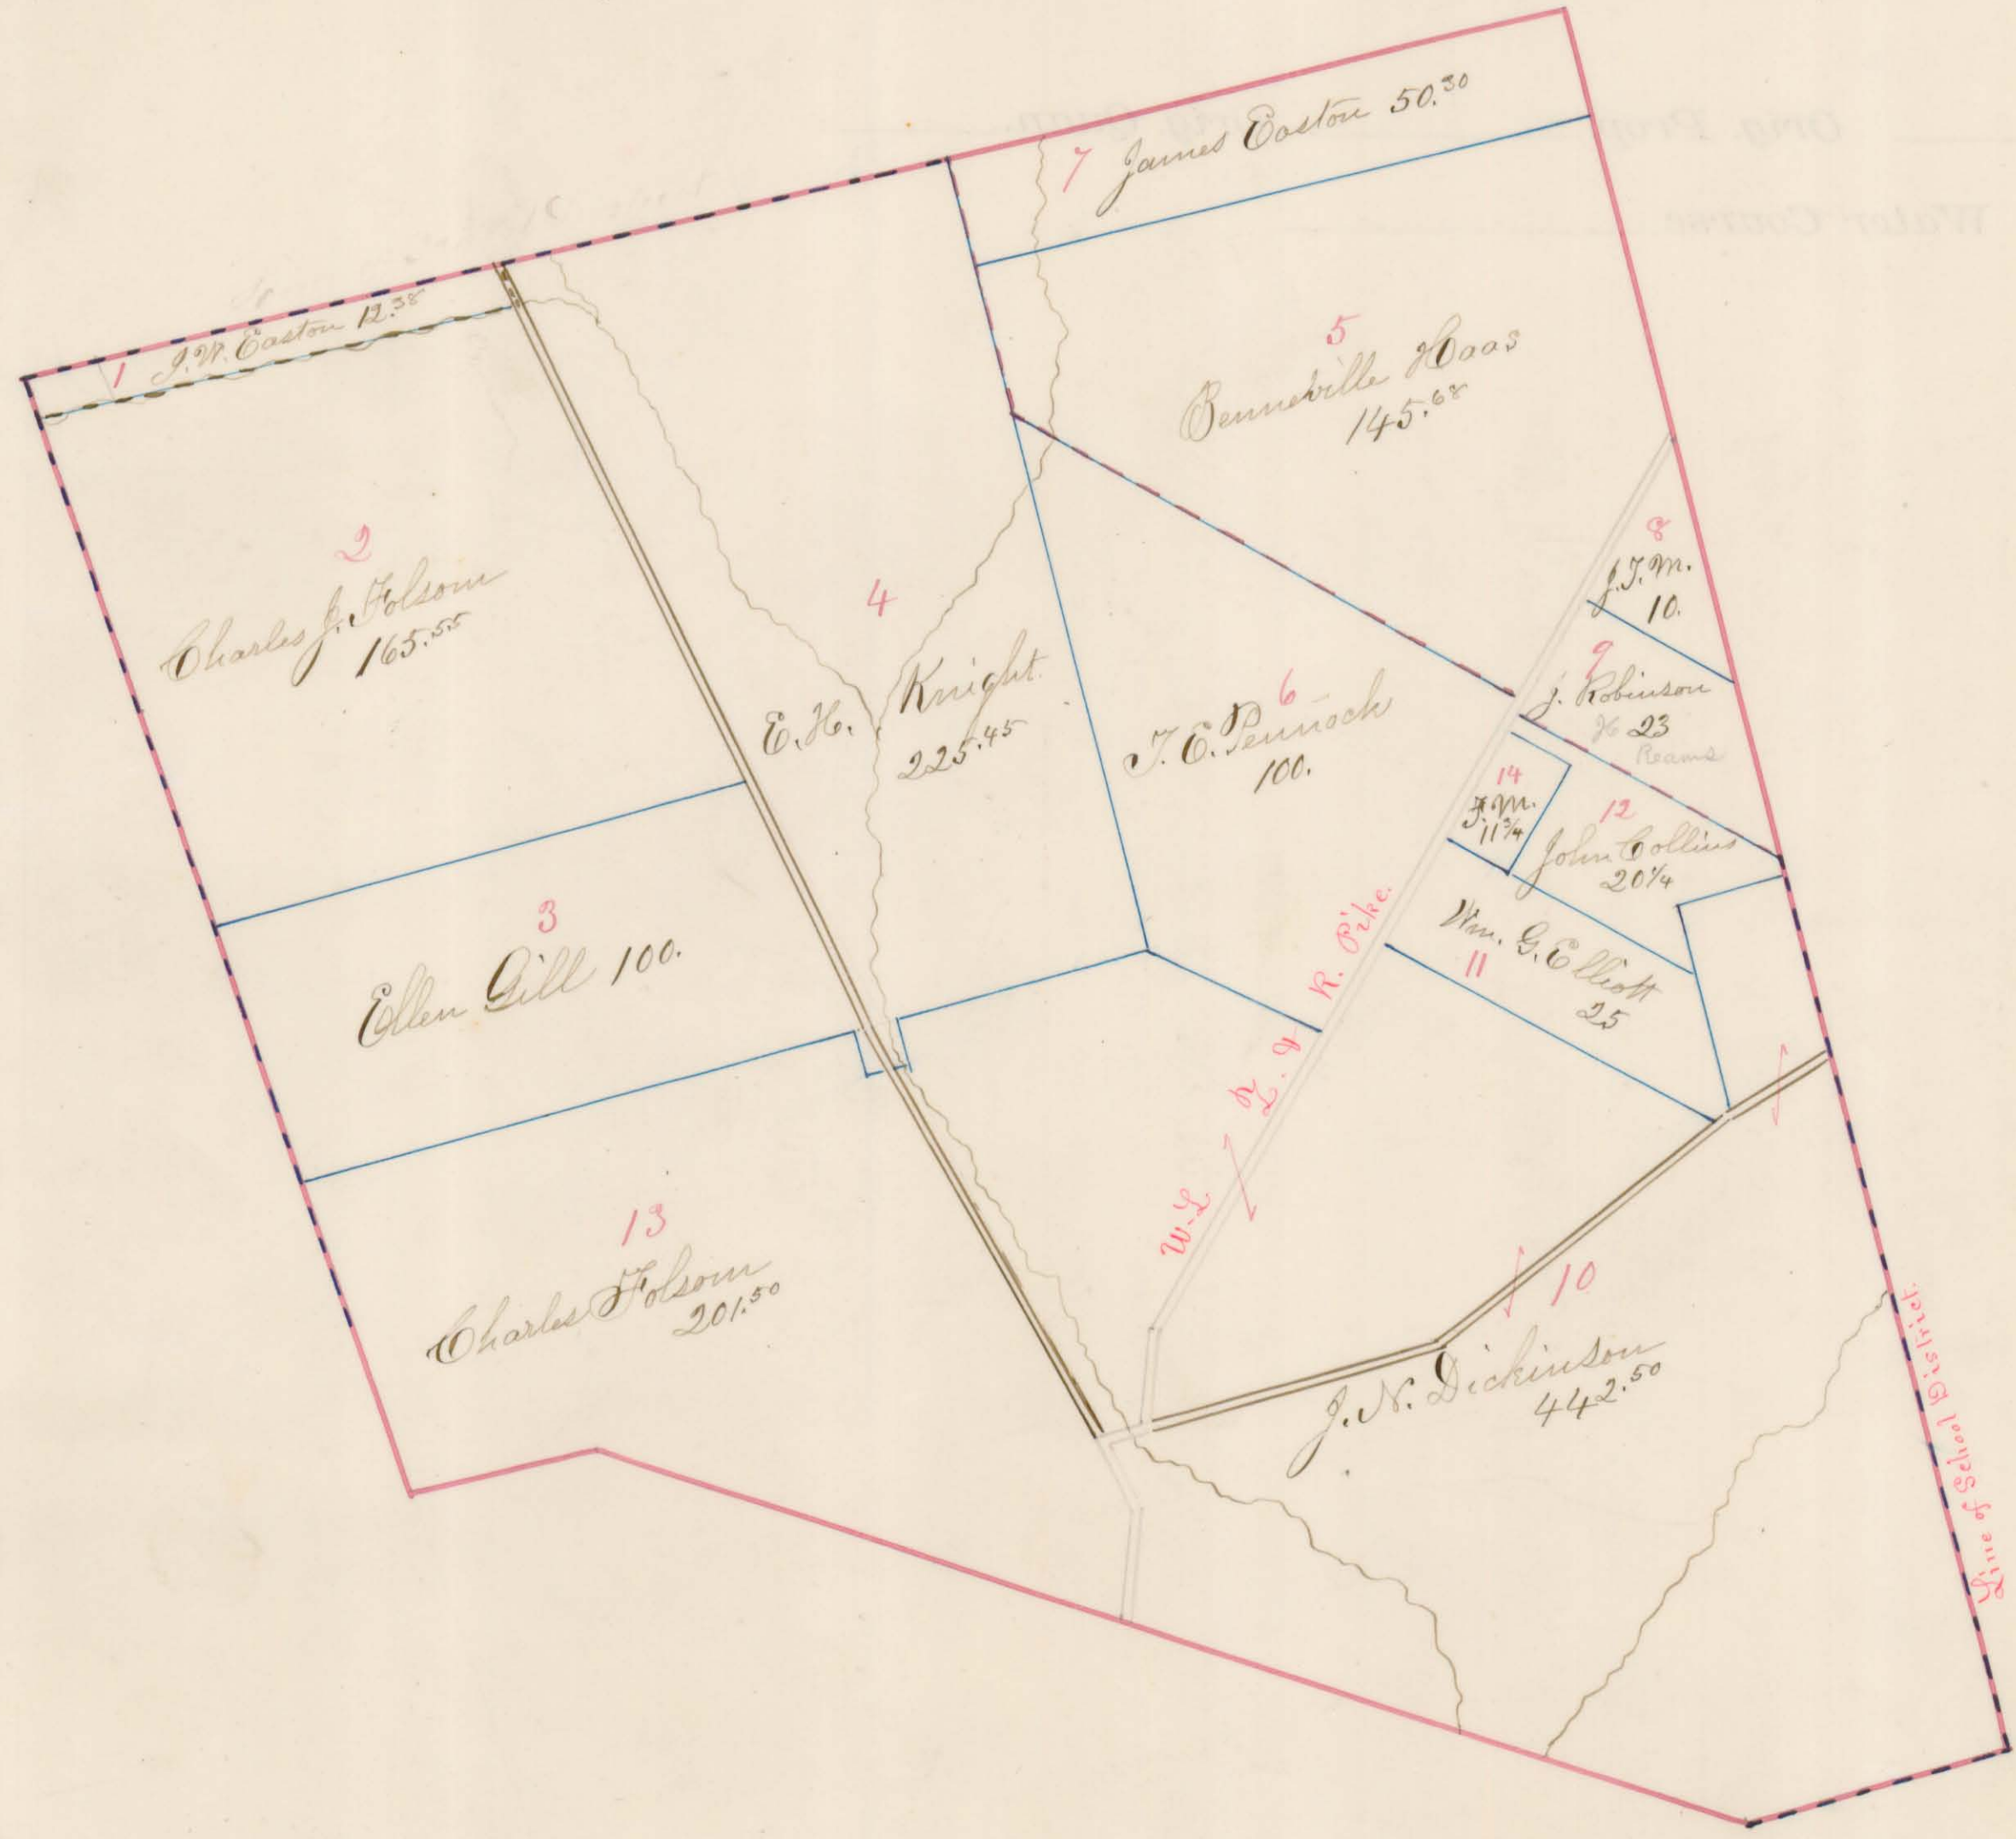 7 James Easton 50.30
1 J.W. Easton 12.38
5
Benneville Haas
145.68
2
Charles J. Folsom
165.55
4
E.H. Knight
225.45
8
J.T.M.
10.
9
J. Robinson
23
Reams
6
T.E. Pennock
100.
14
F.M.
11 3/4
12
John Collins
20 1/4
Wm. G. Elliott
11
25
3
Ellen Gill 100.
W.L. Z. & R. Pike.
13
Charles Folsom
201.50
10
J.N. Dickinson
442.50
Line of School District.
Water Course